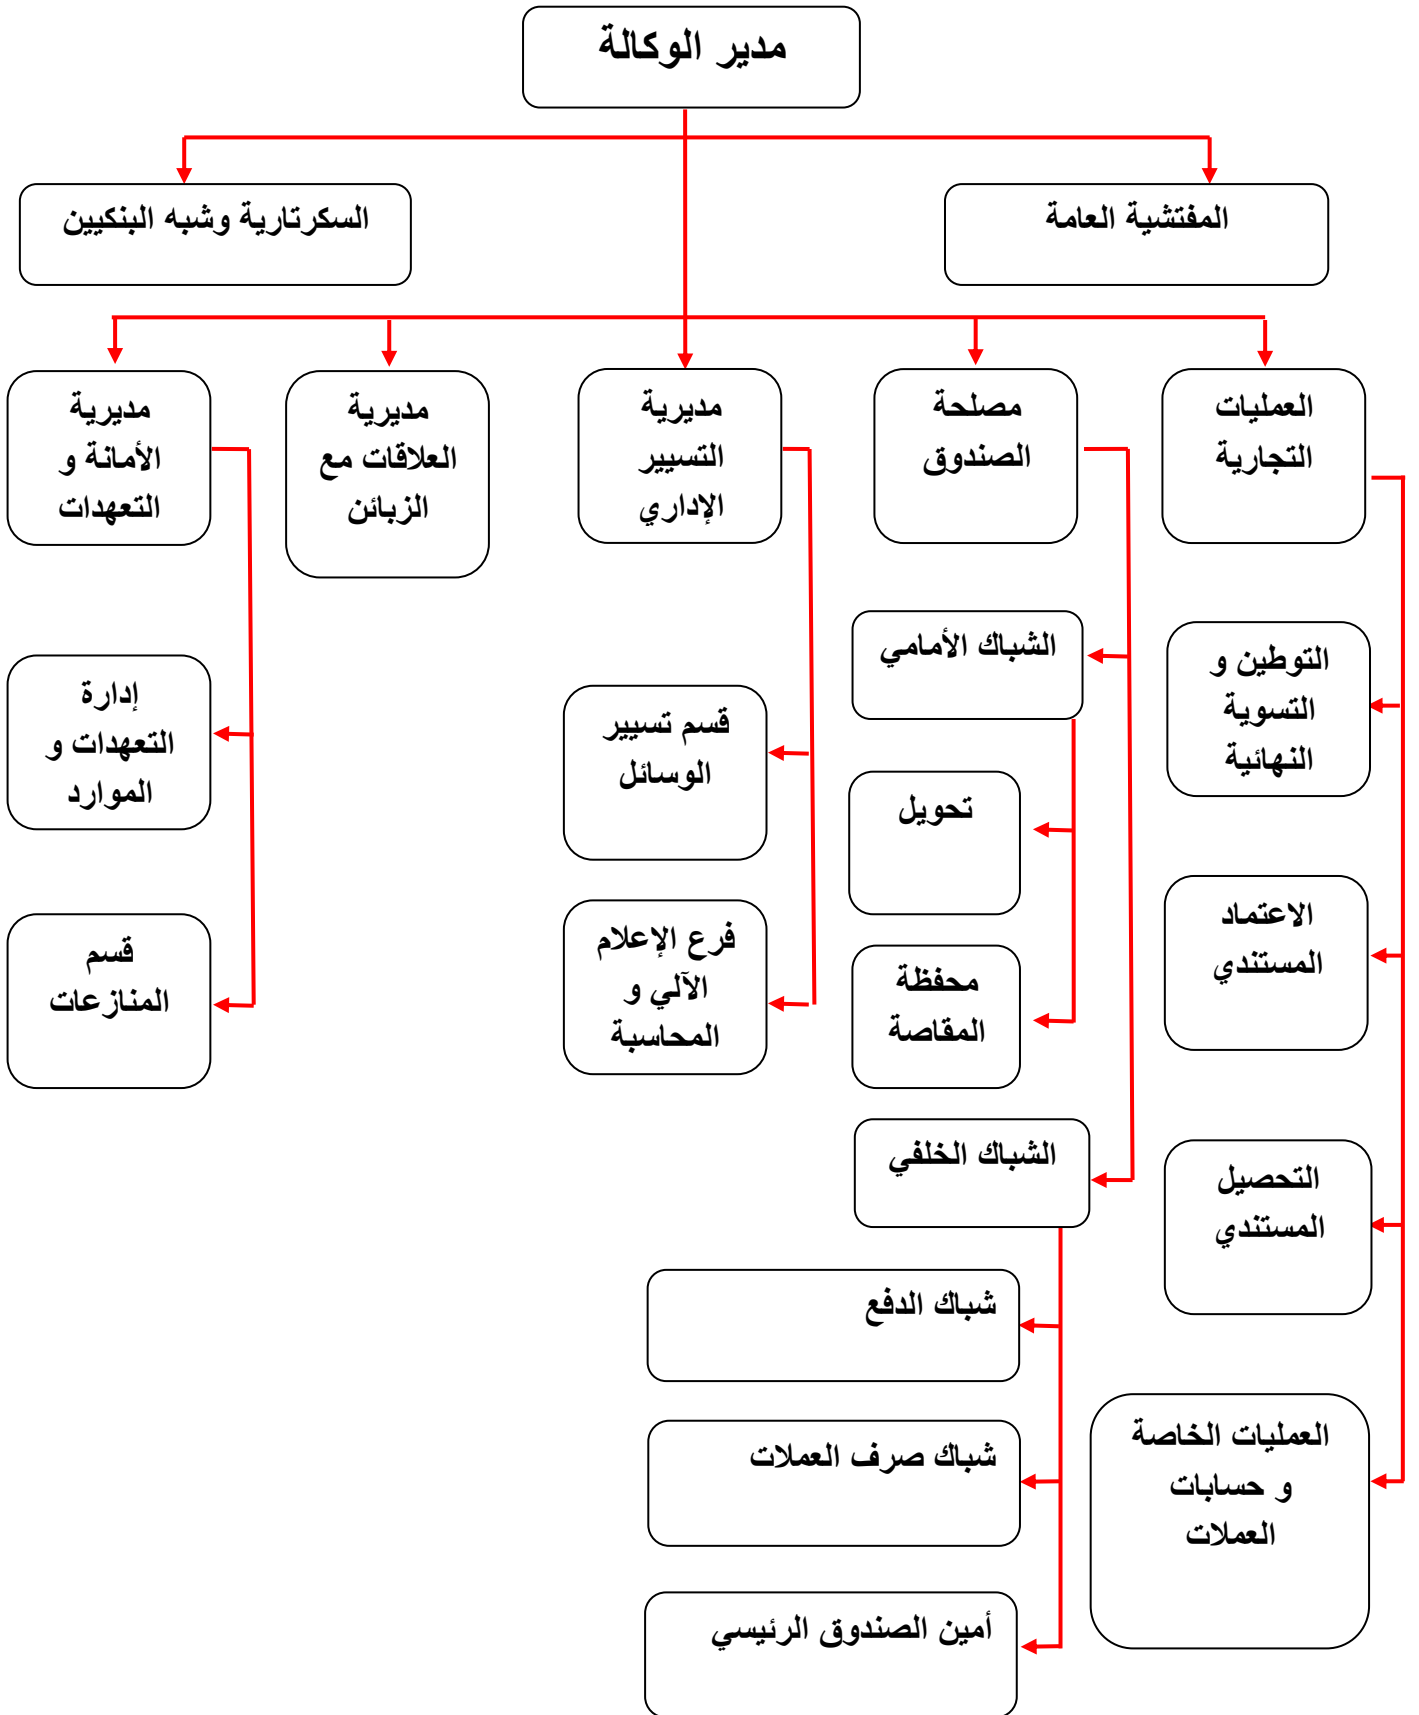 مدير الوكالة
المفتشية العامة
السكرتارية وشبه البنكيين
العمليات
التجارية
مصلحة
الصندوق
مديرية
التسيير
الإداري
مديرية
العلاقات مع
الزبائن
مديرية
الأمانة و
التعهدات
التوطين و
التسوية
النهائية
الاعتماد
المستندي
التحصيل
المستندي
العمليات الخاصة
و حسابات
العملات
الشباك الأمامي
تحويل
محفظة
المقاصة
الشباك الخلفي
شباك الدفع
شباك صرف العملات
أمين الصندوق الرئيسي
قسم تسيير
الوسائل
فرع الإعلام
الآلي و
المحاسبة
إدارة
التعهدات و
الموارد
قسم
المنازعات